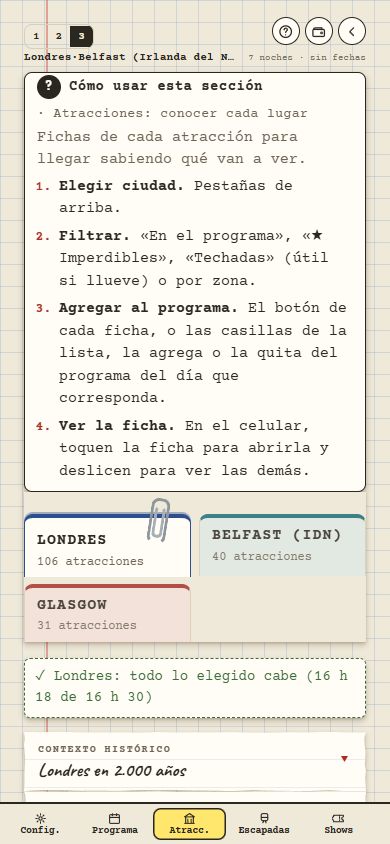 1 2 3
Londres·Belfast (Irlanda del N…
7 noches · sin fechas
? Cómo usar esta sección
· Atracciones: conocer cada lugar
Fichas de cada atracción para
llegar sabiendo qué van a ver.
1. Elegir ciudad. Pestañas de
arriba.
2. Filtrar. «En el programa», «★
Imperdibles», «Techadas» (útil
si llueve) o por zona.
3. Agregar al programa. El botón de
cada ficha, o las casillas de la
lista, la agrega o la quita del
programa del día que
corresponda.
4. Ver la ficha. En el celular,
toquen la ficha para abrirla y
deslicen para ver las demás.
LONDRES
106 atracciones
BELFAST (IDN)
40 atracciones
GLASGOW
31 atracciones
✓ Londres: todo lo elegido cabe (16 h
18 de 16 h 30)
CONTEXTO HISTÓRICO
Londres en 2.000 años
Config.
Programa
Atracc.
Escapadas
Shows